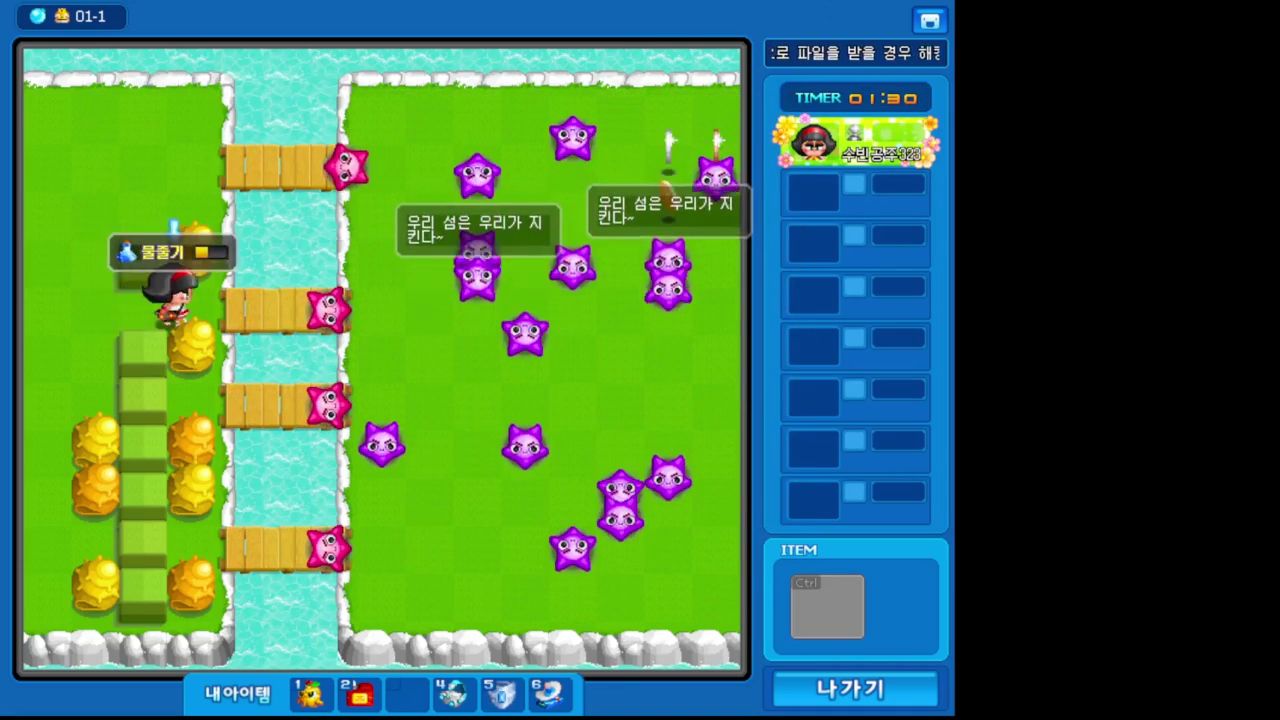 01-1
:로 파일을 받을 경우 해
TIMER 01:30
수빈공주323
우리 섬은 우리가 지
킨다~
우리 섬은 우리가 지
킨다~
물줄기
ITEM
Ctrl
내아이템
1
2
4
5
6
나가기